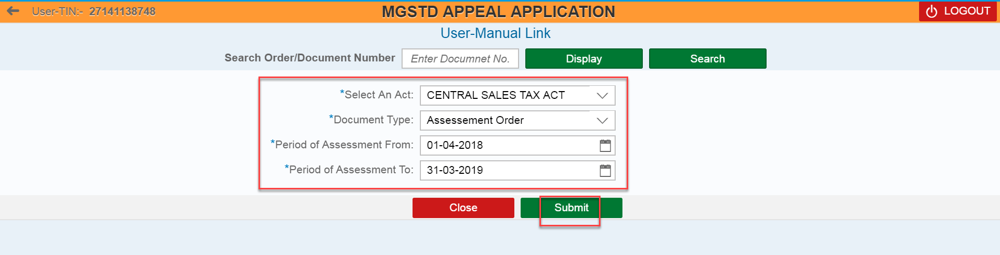 User-TIN:- 27141138748 MGSTD APPEAL APPLICATION LOGOUT
User-Manual Link
Search Order/Document Number Enter Documnet No. Display Search
*Select An Act: CENTRAL SALES TAX ACT
*Document Type: Assessement Order
*Period of Assessment From: 01-04-2018
*Period of Assessment To: 31-03-2019
Close Submit